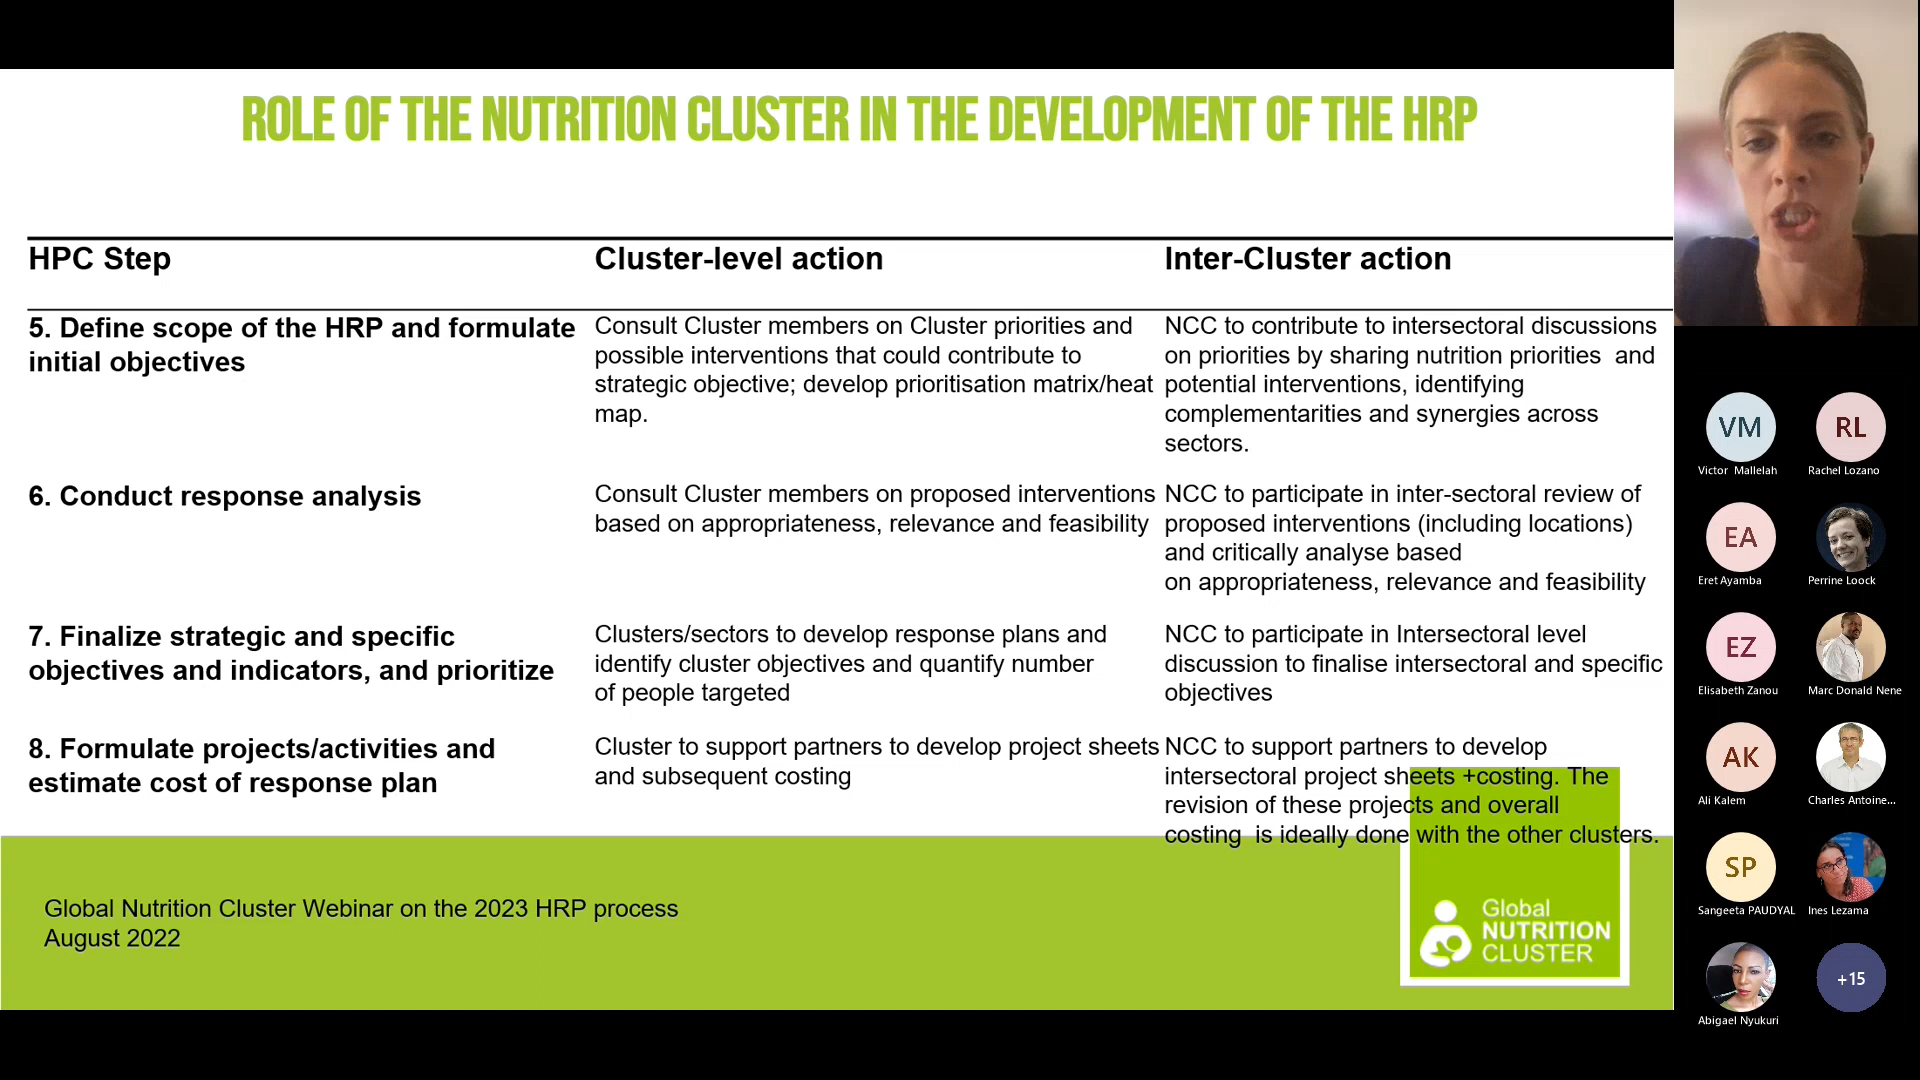 ROLE OF THE NUTRITION CLUSTER IN THE DEVELOPMENT OF THE HRP
HPC Step
Cluster-level action
Inter-Cluster action
5. Define scope of the HRP and formulate
initial objectives
Consult Cluster members on Cluster priorities and
possible interventions that could contribute to
strategic objective; develop prioritisation matrix/heat
map.
NCC to contribute to intersectoral discussions
on priorities by sharing nutrition priorities  and
potential interventions, identifying
complementarities and synergies across
sectors.
6. Conduct response analysis
Consult Cluster members on proposed interventions
based on appropriateness, relevance and feasibility
NCC to participate in inter-sectoral review of
proposed interventions (including locations)
and critically analyse based
on appropriateness, relevance and feasibility
7. Finalize strategic and specific
objectives and indicators, and prioritize
Clusters/sectors to develop response plans and
identify cluster objectives and quantify number
of people targeted
NCC to participate in Intersectoral level
discussion to finalise intersectoral and specific
objectives
8. Formulate projects/activities and
estimate cost of response plan
Cluster to support partners to develop project sheets
and subsequent costing
NCC to support partners to develop
intersectoral project sheets +costing. The
revision of these projects and overall
costing  is ideally done with the other clusters.
Global Nutrition Cluster Webinar on the 2023 HRP process
August 2022
Global
NUTRITION
CLUSTER
VM
Victor Mallelah
RL
Rachel Lozano
EA
Eret Ayamba
Perrine Loock
EZ
Elisabeth Zanou
Marc Donald Nene
AK
Ali Kalem
Charles Antoine...
SP
Sangeeta PAUDYAL
Ines Lezama
Abigael Nyukuri
+15